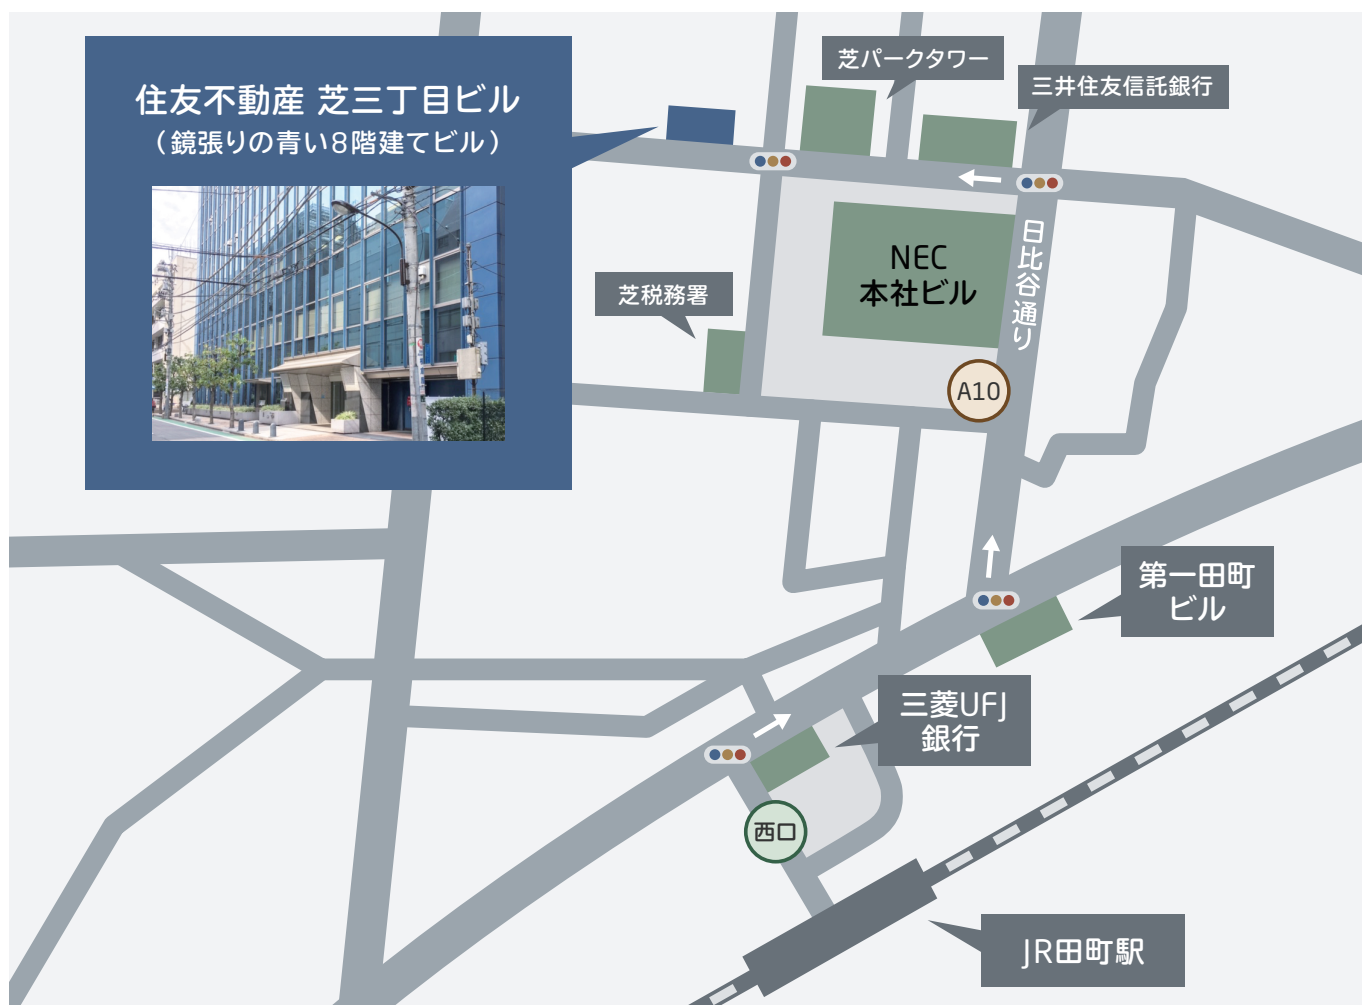 住友不動産 芝三丁目ビル
（鏡張りの青い8階建てビル）
芝パークタワー
三井住友信託銀行
日比谷通り
NEC
本社ビル
芝税務署
A10
第一田町
ビル
三菱UFJ
銀行
西口
JR田町駅